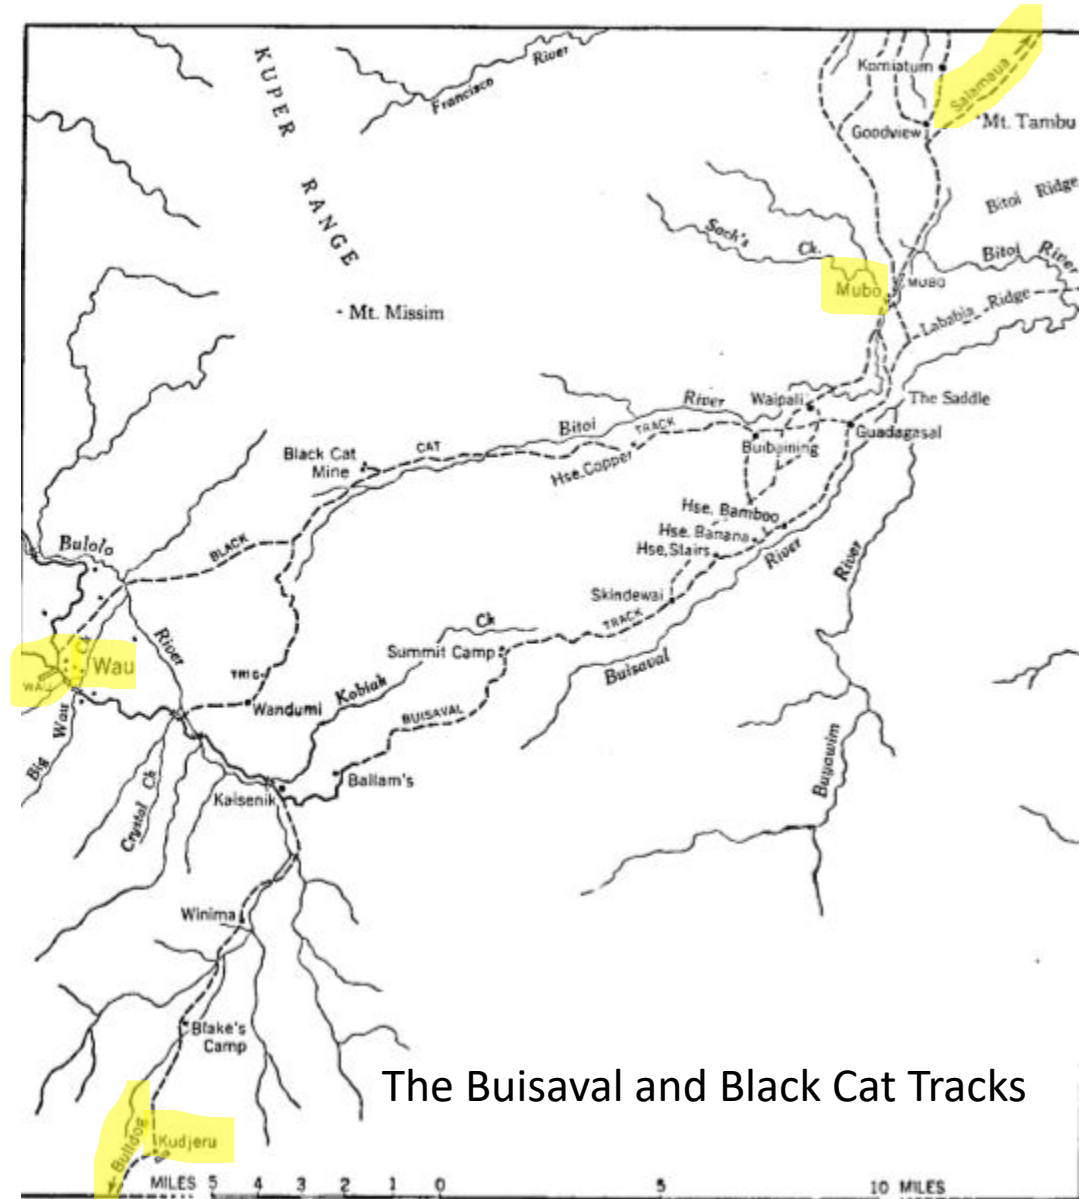 KUPER
RANGE
Francisco River
Komiatum
Salamaua
Goodview
Mt. Tambu
Bitoi Ridge
Bitoi River
Sach's Ck.
Mubo
MUBO
Lababia Ridge
Mt. Missim
The Saddle
Waipali
Guadagasal
Bitoi River
Buibaining
BLACK CAT TRACK
Hse. Copper
Black Cat
Mine
Hse. Bamboo
Hse. Banana
Hse. Stairs
Skindewai
Bulolo River
Wau
WAU
Big Wau Ck
TRIG.
Wandumi
Summit Camp
Kobiak Ck
BUISAVAL TRACK
Buisaval River
Buyawim River
Ballam's
Kaisenik
Crystal Ck
Winima
Blake's
Camp
Bulldog
Kudjeru
The Buisaval and Black Cat Tracks
MILES 5 4 3 2 1 0 5 10 MILES